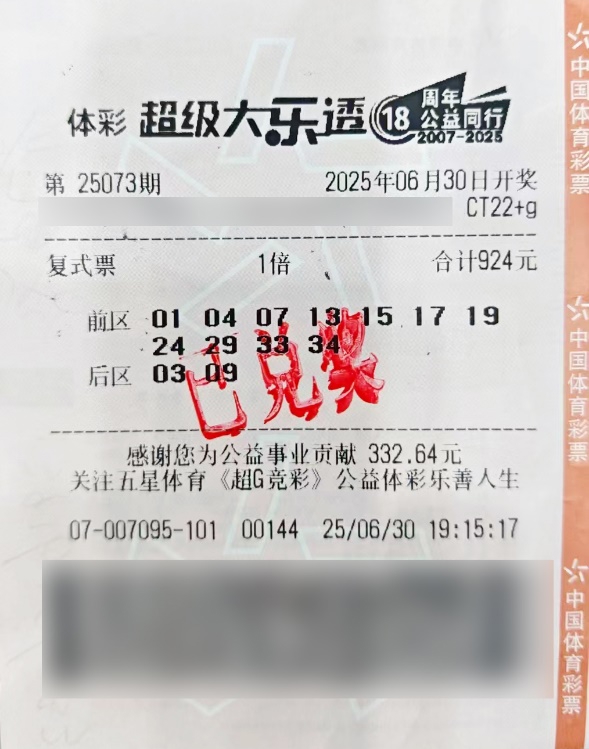 体彩 超级大乐透 18 周年 公益同行 2007-2025
第 25073期 2025年06月30日开奖
CT22+g
复式票 1倍 合计924元
前区 01 04 07 13 15 17 19
24 29 33 34
后区 03 09
已兑奖
感谢您为公益事业贡献 332.64元
关注五星体育《超G竞彩》公益体彩乐善人生
07-007095-101 00144 25/06/30 19:15:17
中国体育彩票
中国体育彩票
中国体育彩票